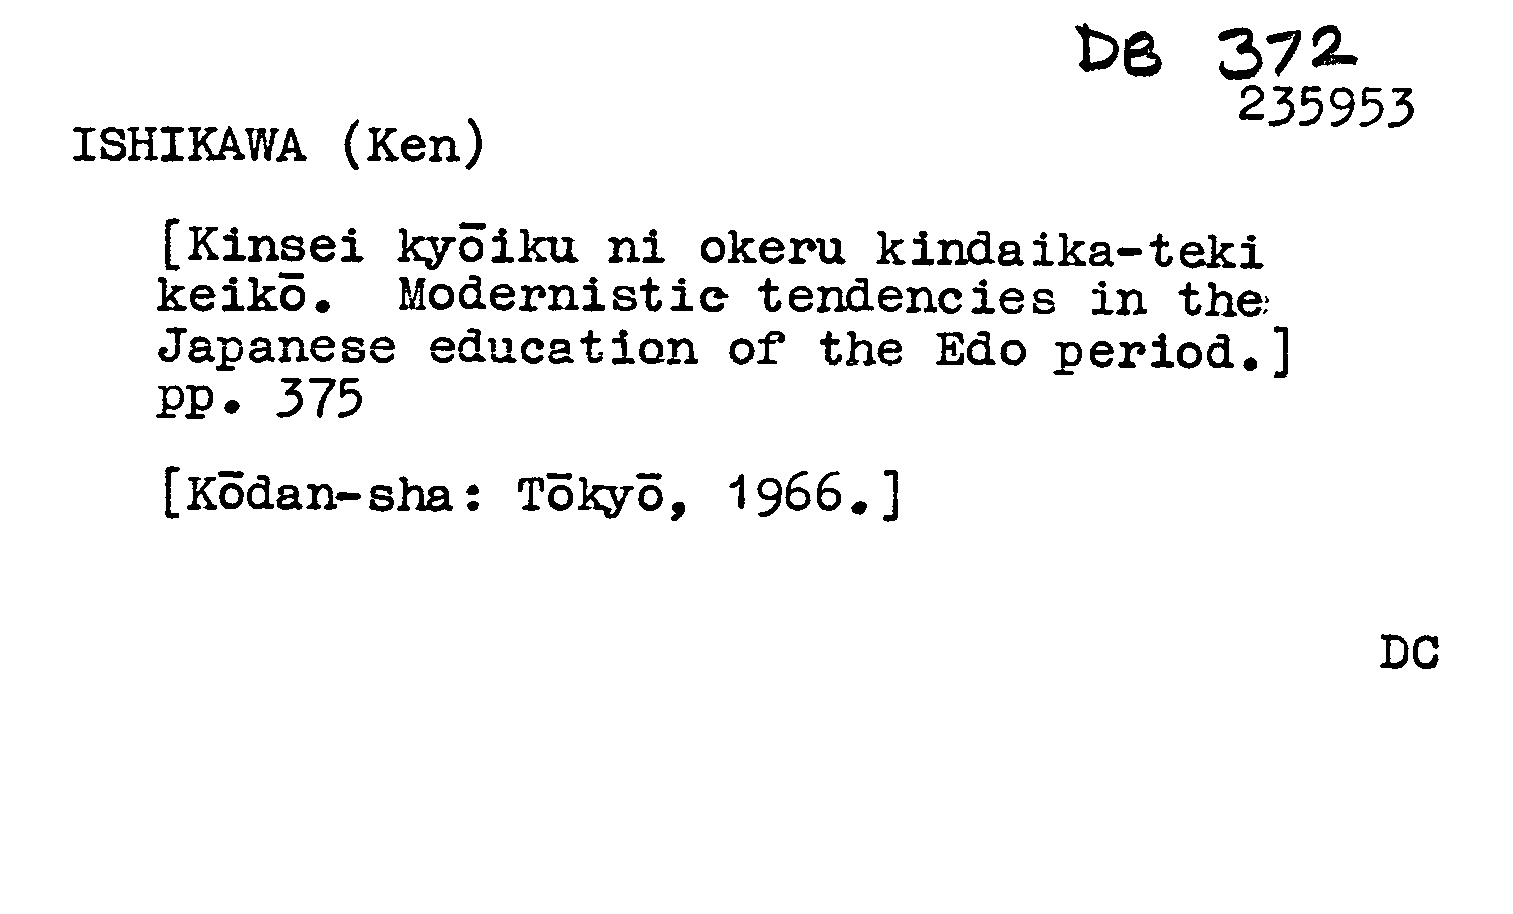 DB 372
235953
ISHIKAWA (Ken)
[Kinsei kyōiku ni okeru kindaika-teki
keikō. Modernistic tendencies in the
Japanese education of the Edo period.]
pp. 375
[Kōdan-sha: Tōkyō, 1966.]
DC